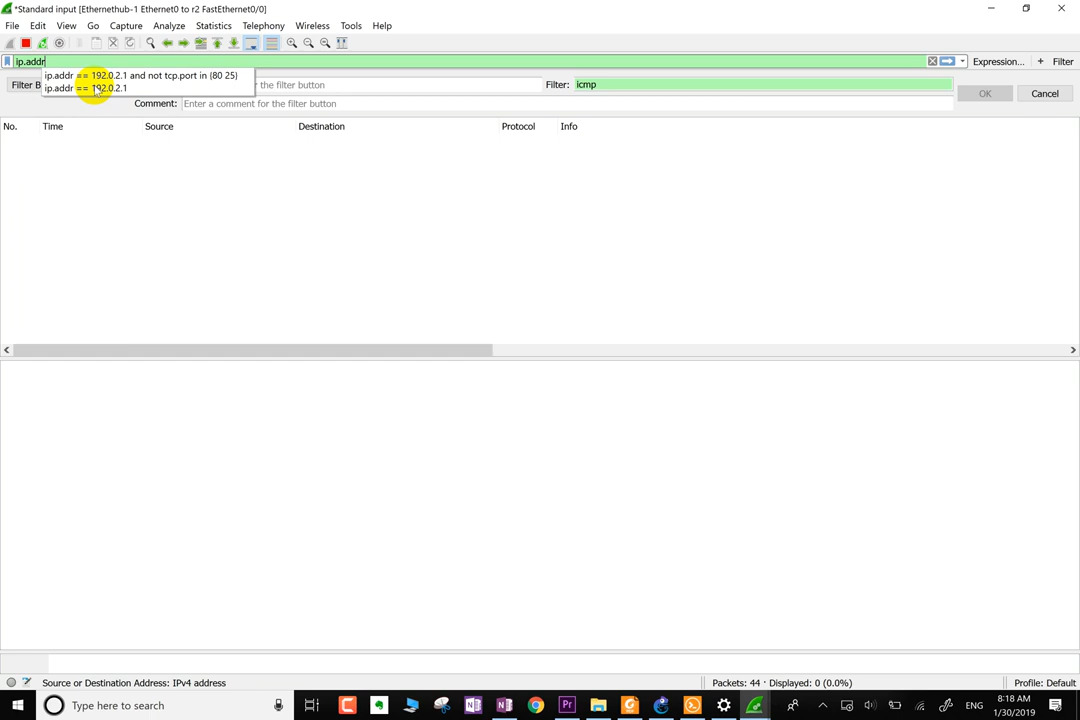 *Standard input [Ethernethub-1 Ethernet0 to r2 FastEthernet0/0]
File Edit View Go Capture Analyze Statistics Telephony Wireless Tools Help
ip.addr Expression... + Filter
ip.addr == 192.0.2.1 and not tcp.port in {80 25}
ip.addr == 192.0.2.1
Filter B r the filter button Filter: icmp OK Cancel
Comment: Enter a comment for the filter button
No. Time Source Destination Protocol Info
Source or Destination Address: IPv4 address Packets: 44 · Displayed: 0 (0.0%) Profile: Default
Type here to search ENG 8:18 AM
1/30/2019